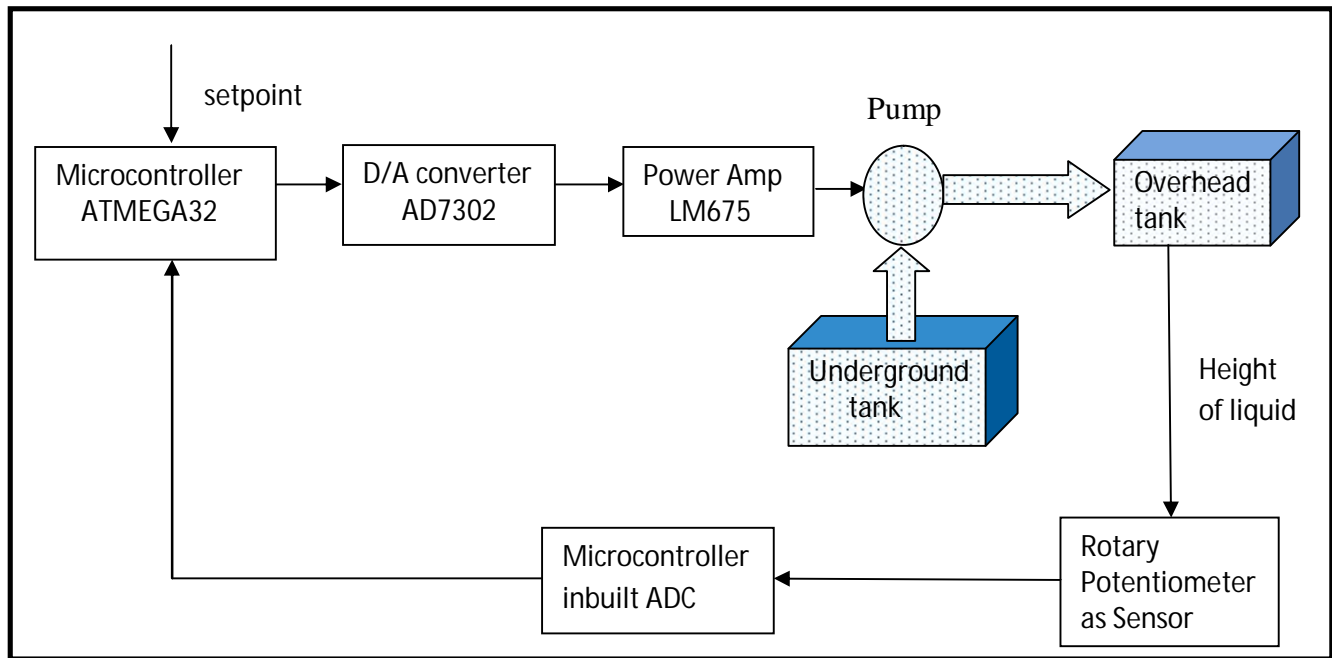 setpoint
Pump
Microcontroller
ATMEGA32
D/A converter
AD7302
Power Amp
LM675
Overhead
tank
Underground
tank
Height
of liquid
Microcontroller
inbuilt ADC
Rotary
Potentiometer
as Sensor